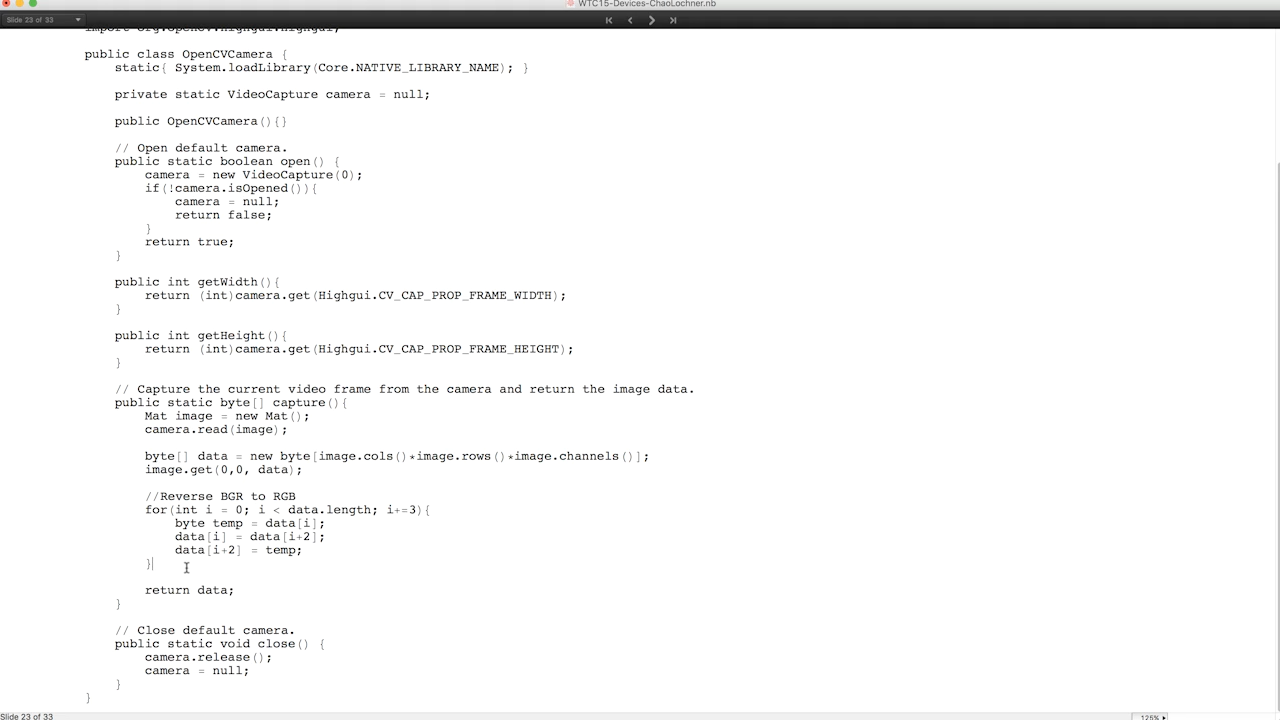 WTC15-Devices-ChaoLochner.nb
Slide 23 of 33
import org.opencv.highgui.Highgui;
public class OpenCVCamera {
static{ System.loadLibrary(Core.NATIVE_LIBRARY_NAME); }
private static VideoCapture camera = null;
public OpenCVCamera(){}
// Open default camera.
public static boolean open() {
camera = new VideoCapture(0);
if(!camera.isOpened()){
camera = null;
return false;
}
return true;
}
public int getWidth(){
return (int)camera.get(Highgui.CV_CAP_PROP_FRAME_WIDTH);
}
public int getHeight(){
return (int)camera.get(Highgui.CV_CAP_PROP_FRAME_HEIGHT);
}
// Capture the current video frame from the camera and return the image data.
public static byte[] capture(){
Mat image = new Mat();
camera.read(image);
byte[] data = new byte[image.cols()*image.rows()*image.channels()];
image.get(0,0, data);
//Reverse BGR to RGB
for(int i = 0; i < data.length; i+=3){
byte temp = data[i];
data[i] = data[i+2];
data[i+2] = temp;
}
return data;
}
// Close default camera.
public static void close() {
camera.release();
camera = null;
}
}
Slide 23 of 33
125%